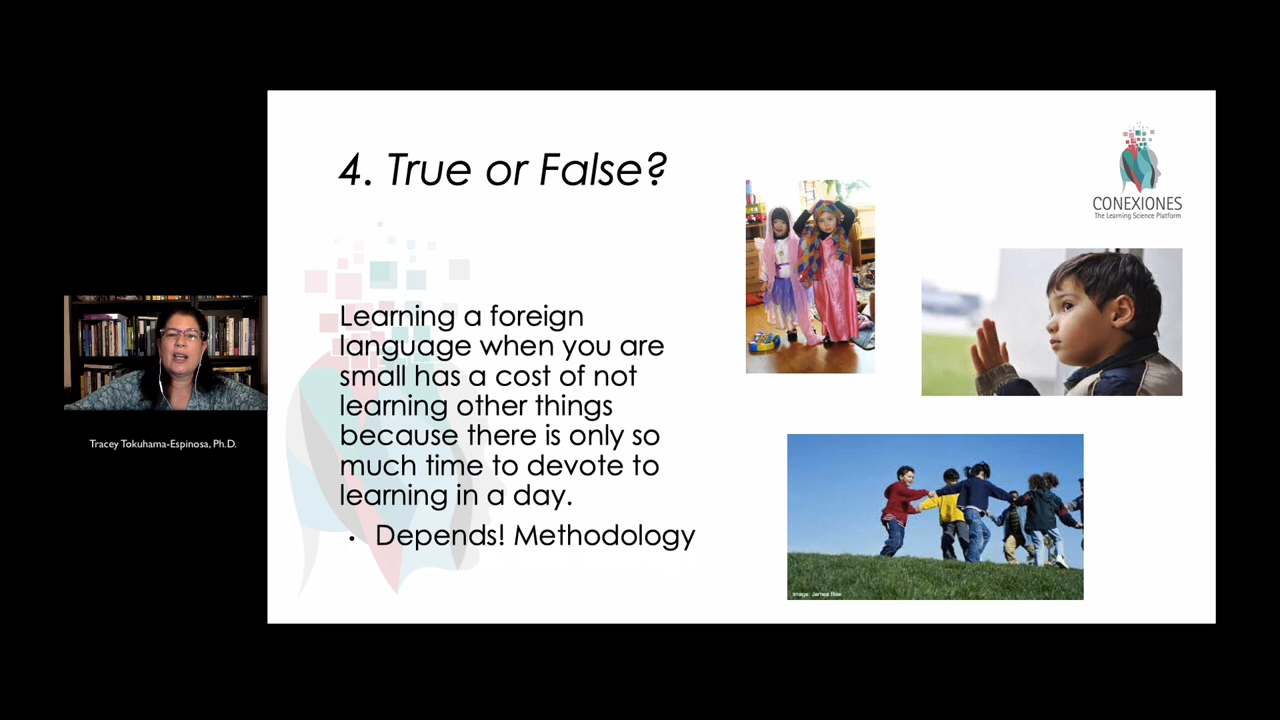 4. True or False?
CONEXIONES
The Learning Science Platform
Learning a foreign
language when you are
small has a cost of not
learning other things
because there is only so
much time to devote to
learning in a day.
• Depends! Methodology
Tracey Tokuhama-Espinosa, Ph.D.